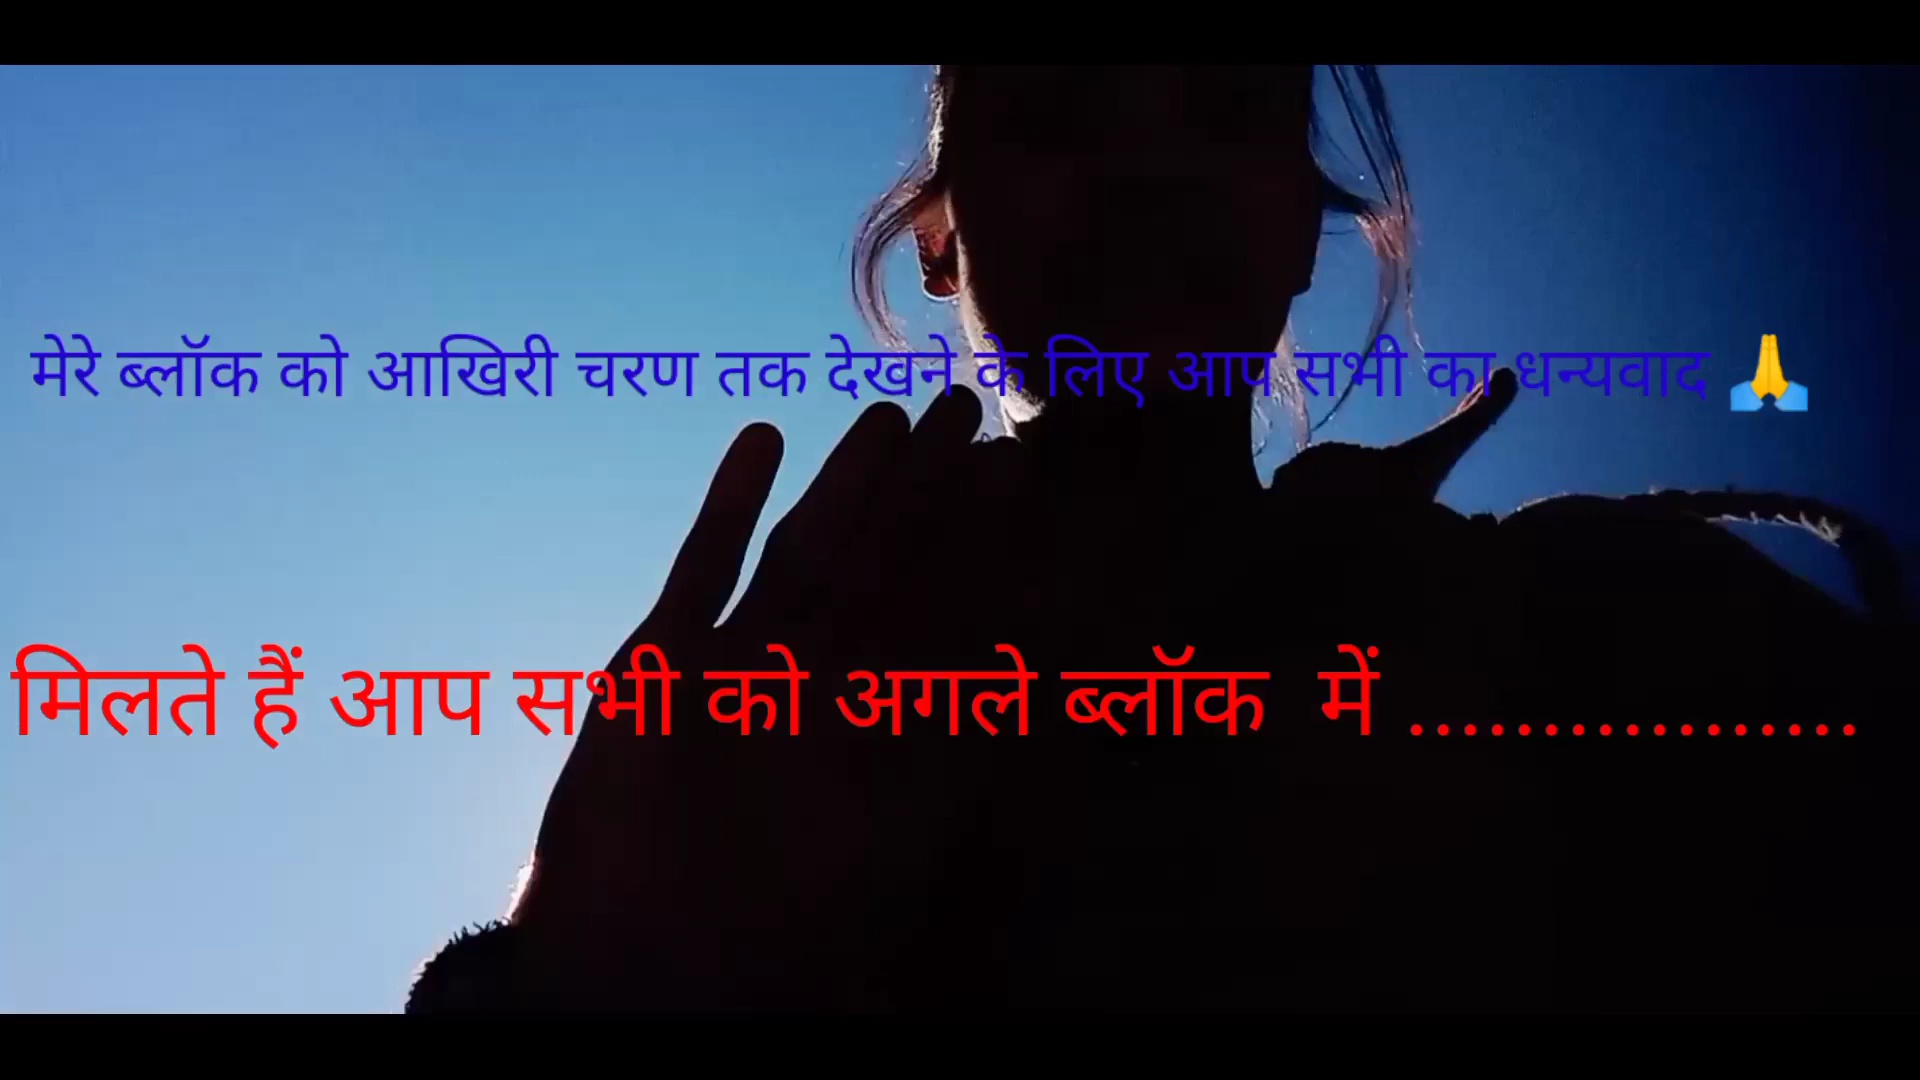 मेरे ब्लॉक को आखिरी चरण तक देखने के लिए आप सभी का धन्यवाद 🙏
मिलते हैं आप सभी को अगले ब्लॉक में .................